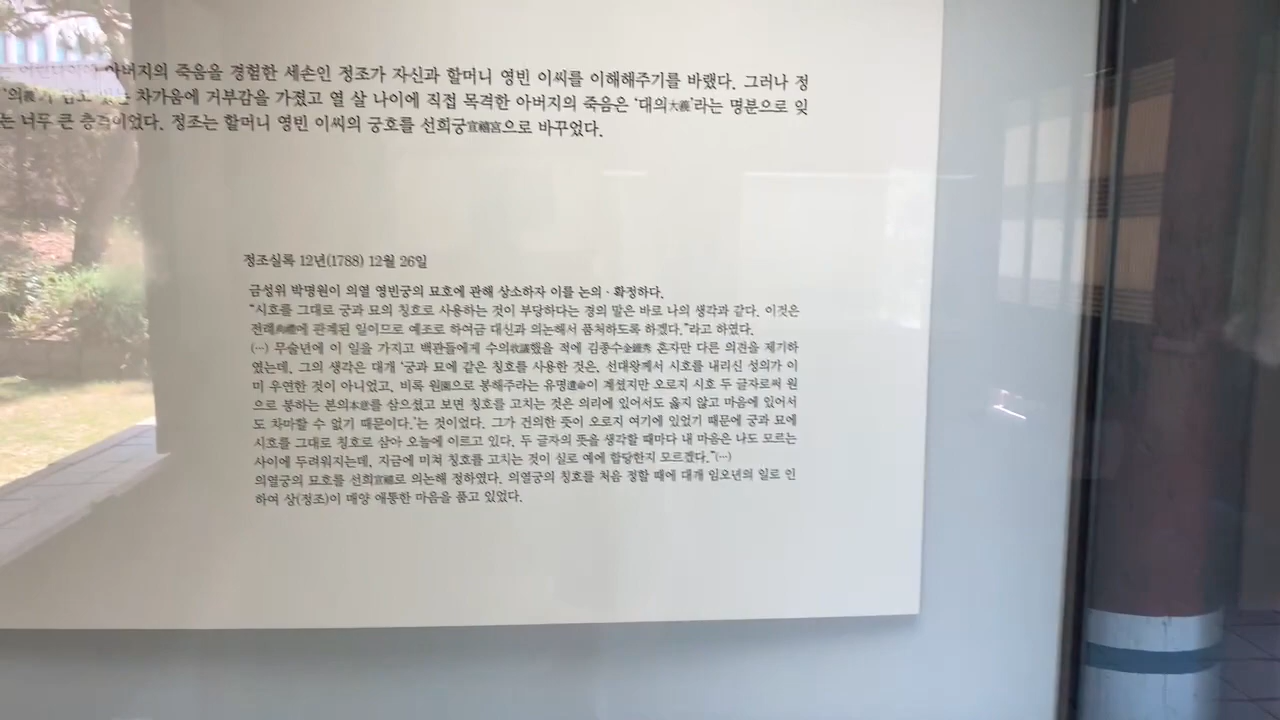 아버지의 죽음을 경험한 세손인 정조가 자신과 할머니 영빈 이씨를 이해해주기를 바랬다. 그러나 정
'의義'가 담고 있는 차가움에 거부감을 가졌고 열 살 나이에 직접 목격한 아버지의 죽음은 '대의大義'라는 명분으로 잊
너무 큰 충격이었다. 정조는 할머니 영빈 이씨의 궁호를 선희궁宣禧宮으로 바꾸었다.
정조실록 12년(1788) 12월 26일
금성위 박명원이 의열 영빈궁의 묘호에 관해 상소하자 이를 논의 · 확정하다.
"시호를 그대로 궁과 묘의 칭호로 사용하는 것이 부당하다는 경의 말은 바로 나의 생각과 같다. 이것은
전례典禮에 관계된 일이므로 예조로 하여금 대신과 의논해서 품처하도록 하겠다."라고 하였다.
(…) 무술년에 이 일을 가지고 백관들에게 수의收議했을 적에 김종수金鍾秀 혼자만 다른 의견을 제기하
였는데, 그의 생각은 대개 '궁과 묘에 같은 칭호를 사용한 것은, 선대왕께서 시호를 내리신 성의가 이
미 우연한 것이 아니었고, 비록 원園으로 봉해주라는 유명遺命이 계셨지만 오로지 시호 두 글자로써 원
으로 봉하는 본의本意를 삼으셨고 보면 칭호를 고치는 것은 의리에 있어서도 옳지 않고 마음에 있어서
도 차마할 수 없기 때문이다.'는 것이었다. 그가 건의한 뜻이 오로지 여기에 있었기 때문에 궁과 묘에
시호를 그대로 칭호로 삼아 오늘에 이르고 있다. 두 글자의 뜻을 생각할 때마다 내 마음은 나도 모르는
사이에 두려워지는데, 지금에 미쳐 칭호를 고치는 것이 실로 예에 합당한지 모르겠다."(…)
의열궁의 묘호를 선희宣禧로 의논해 정하였다. 의열궁의 칭호를 처음 정할 때에 대개 임오년의 일로 인
하여 상(정조)이 매양 애통한 마음을 품고 있었다.